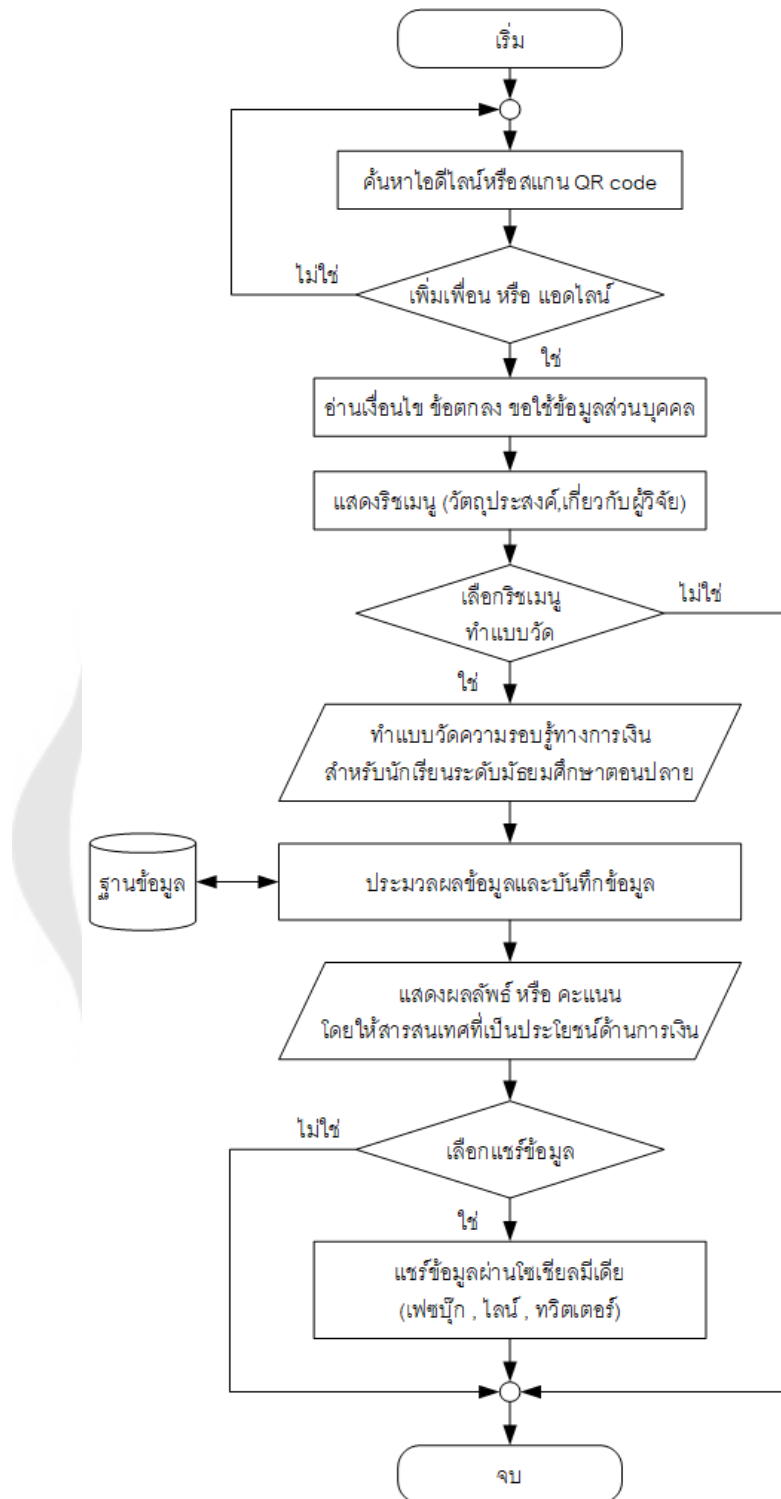 เริ่ม
ค้นหาไอดีไลน์หรือสแกน QR code
ไม่ใช่
เพิ่มเพื่อน หรือ แอดไลน์
ใช่
อ่านเงื่อนไข ข้อตกลง ขอใช้ข้อมูลส่วนบุคคล
แสดงริชเมนู (วัตถุประสงค์,เกี่ยวกับผู้วิจัย)
เลือกริชเมนู
ทำแบบวัด
ไม่ใช่
ใช่
ทำแบบวัดความรอบรู้ทางการเงิน
สำหรับนักเรียนระดับมัธยมศึกษาตอนปลาย
ฐานข้อมูล
ประมวลผลข้อมูลและบันทึกข้อมูล
แสดงผลลัพธ์ หรือ คะแนน
โดยให้สารสนเทศที่เป็นประโยชน์ด้านการเงิน
ไม่ใช่
เลือกแชร์ข้อมูล
ใช่
แชร์ข้อมูลผ่านโซเชียลมีเดีย
(เฟซบุ๊ก , ไลน์ , ทวิตเตอร์)
จบ